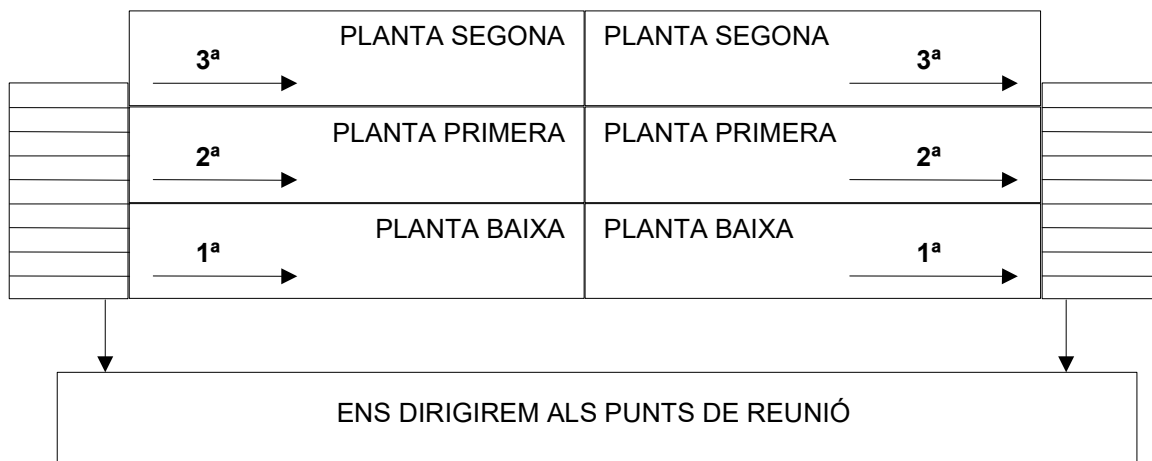 PLANTA SEGONA PLANTA SEGONA
3ª 3ª
PLANTA PRIMERA PLANTA PRIMERA
2ª 2ª
PLANTA BAIXA PLANTA BAIXA
1ª 1ª
ENS DIRIGIREM ALS PUNTS DE REUNIÓ